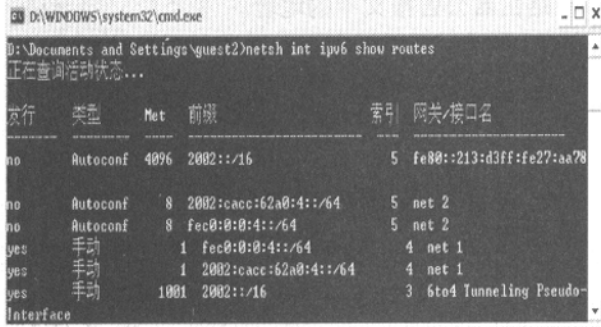 D:\WINDOWS\system32\cmd.exe
D:\Documents and Settings\guest2>netsh int ipv6 show routes
正在查询活动状态...
发行 类型 Met 前缀 索引 网关/接口名
no Autoconf 4096 2002::/16 5 fe80::213:d3ff:fe27:aa78
no Autoconf 8 2002:cacc:62a0:4::/64 5 net 2
no Autoconf 8 fec0:0:0:4::/64 5 net 2
yes 手动 1 fec0:0:0:4::/64 4 net 1
yes 手动 1 2002:cacc:62a0:4::/64 4 net 1
yes 手动 1001 2002::/16 3 6to4 Tunneling Pseudo-
Interface